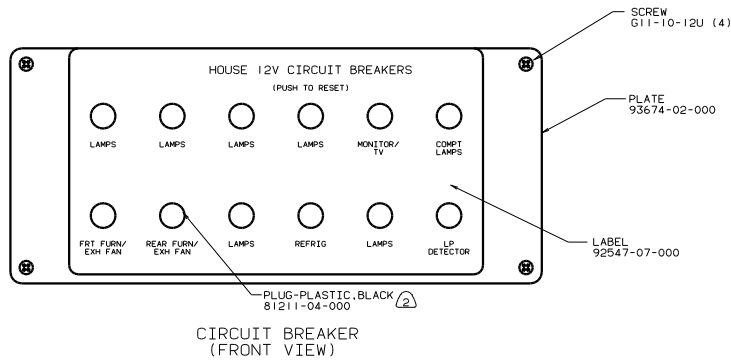 SCREW
G11-10-12U (4)
HOUSE 12V CIRCUIT BREAKERS
(PUSH TO RESET)
PLATE
93674-02-000
LAMPS LAMPS LAMPS LAMPS MONITOR/ COMPT
TV LAMPS
FRT FURN/ REAR FURN/ LAMPS REFRIG LAMPS LP
EXH FAN EXH FAN DETECTOR
LABEL
92547-07-000
PLUG-PLASTIC,BLACK 2
81211-04-000
CIRCUIT BREAKER
(FRONT VIEW)